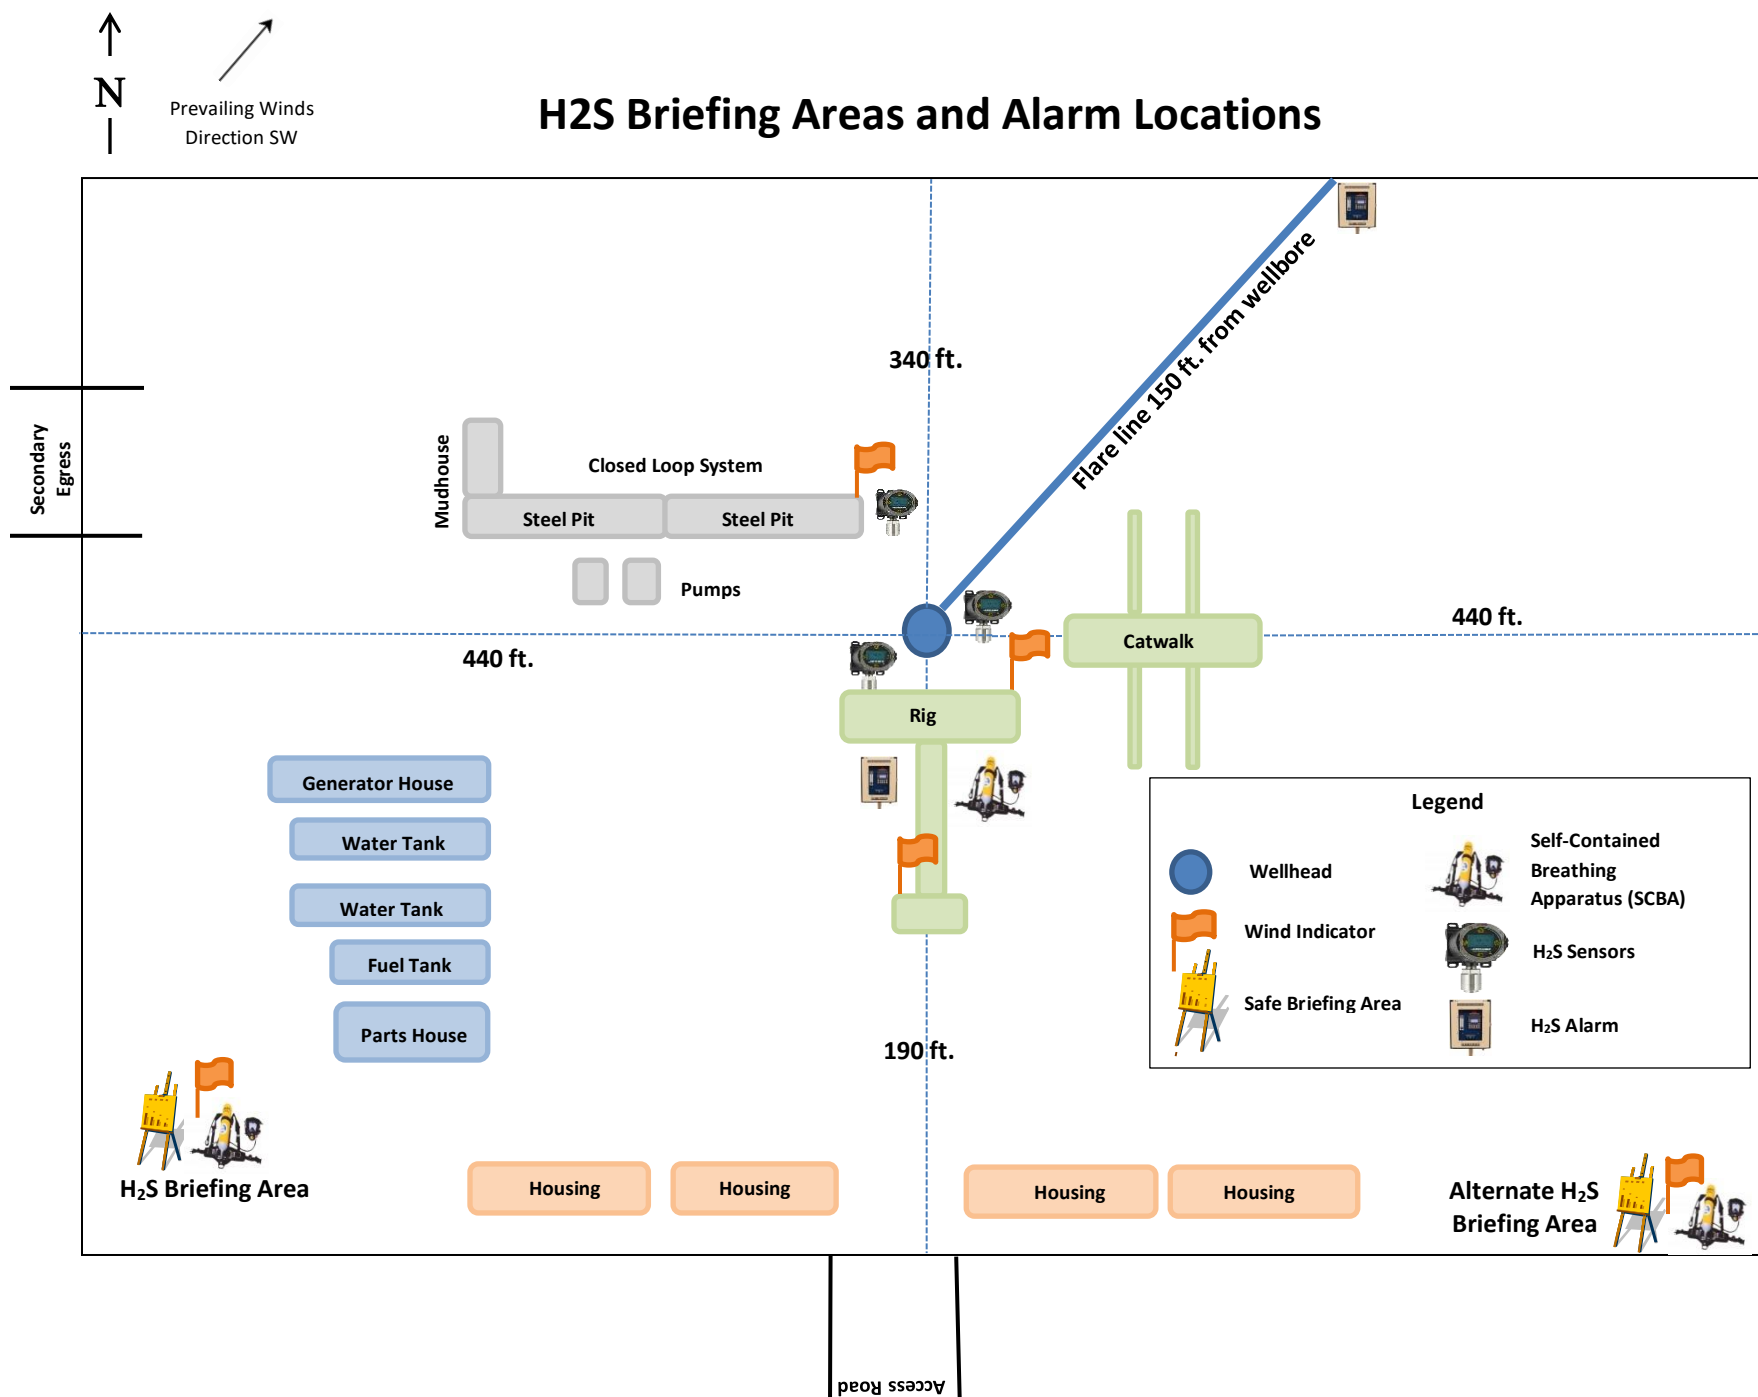 N
Prevailing Winds
Direction SW
H2S Briefing Areas and Alarm Locations
340 ft.
Flare line 150 ft. from wellbore
Secondary
Egress
Mudhouse
Closed Loop System
Steel Pit
Steel Pit
Pumps
440 ft.
440 ft.
Catwalk
Rig
Generator House
Water Tank
Water Tank
Fuel Tank
Parts House
190 ft.
Legend
Wellhead
Wind Indicator
Safe Briefing Area
Self-Contained
Breathing
Apparatus (SCBA)
H₂S Sensors
H₂S Alarm
H₂S Briefing Area
Housing
Housing
Housing
Housing
Alternate H₂S
Briefing Area
Access Road